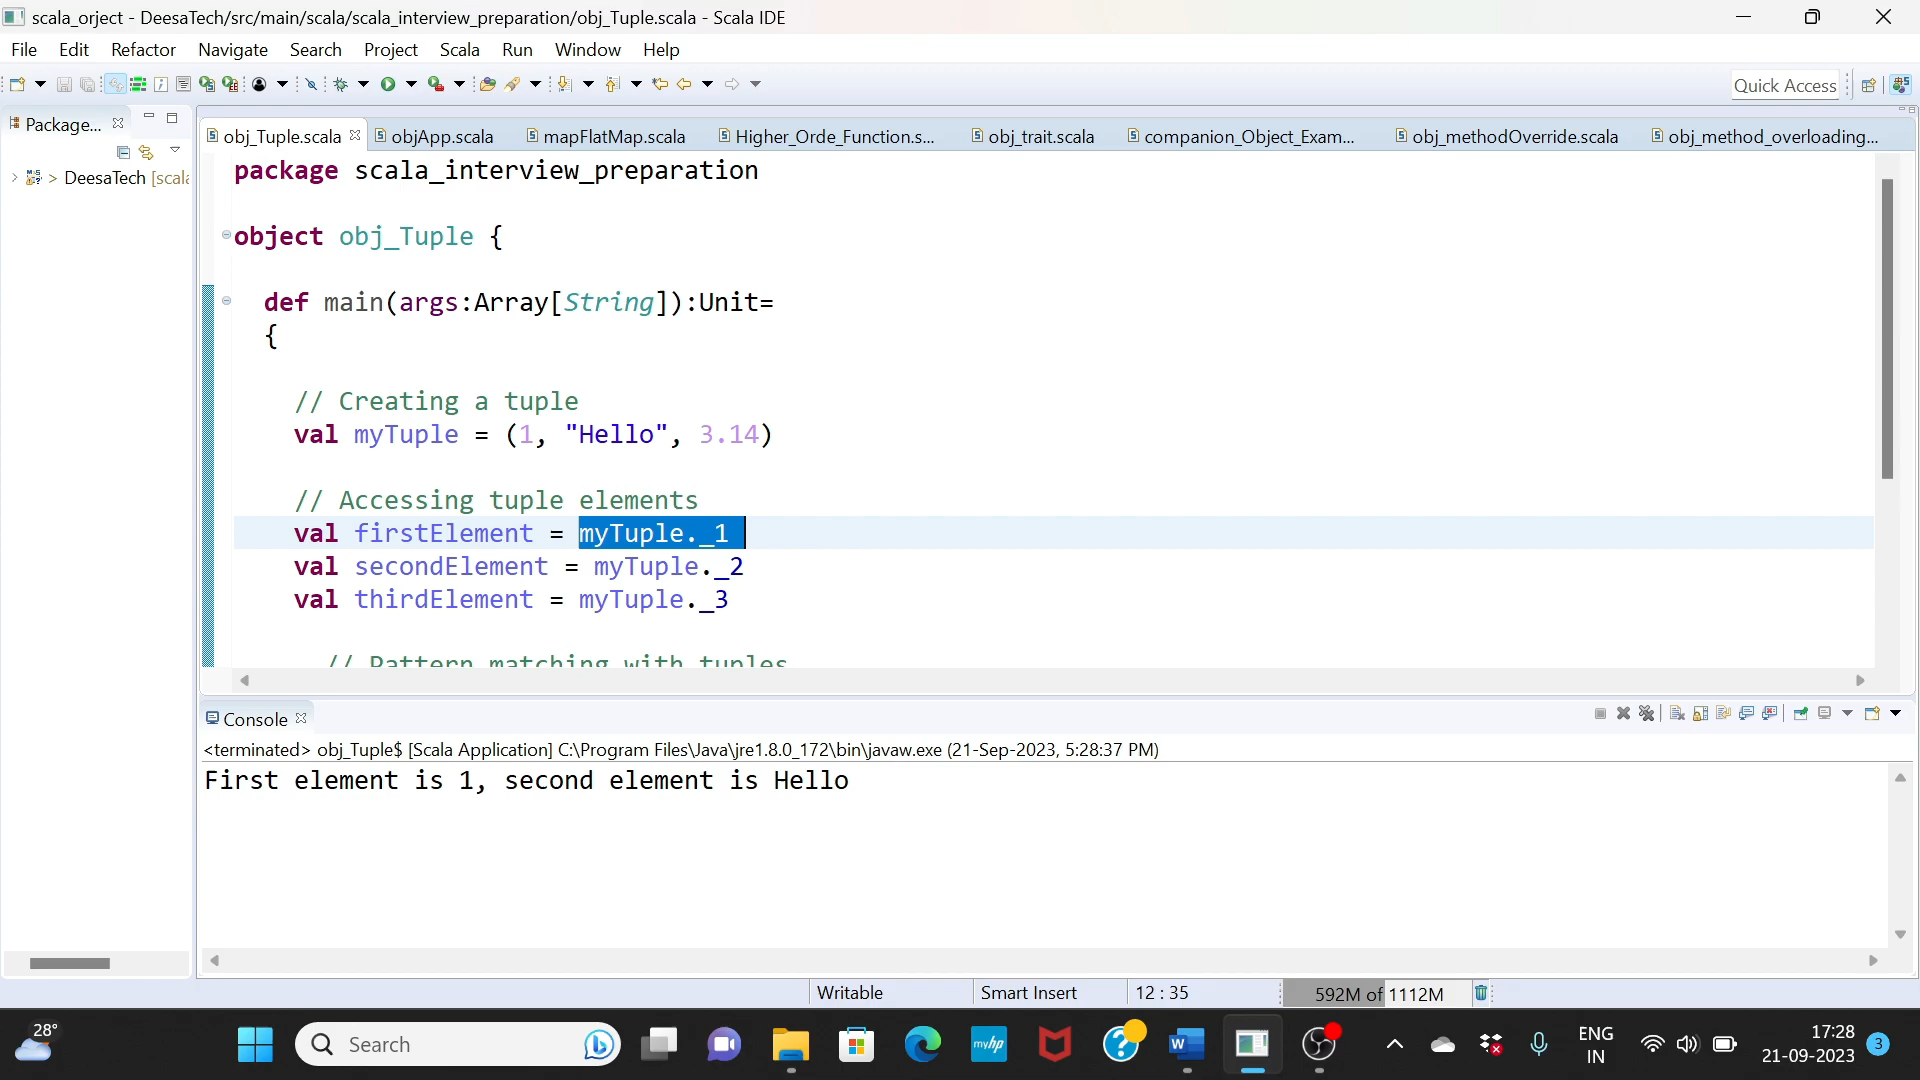 scala_orject - DeesaTech/src/main/scala/scala_interview_preparation/obj_Tuple.scala - Scala IDE
File Edit Refactor Navigate Search Project Scala Run Window Help
Quick Access
Package...
obj_Tuple.scala objApp.scala mapFlatMap.scala Higher_Orde_Function.s... obj_trait.scala companion_Object_Exam... obj_methodOverride.scala obj_method_overloading...
> DeesaTech [scala
package scala_interview_preparation
object obj_Tuple {
def main(args:Array[String]):Unit=
{
// Creating a tuple
val myTuple = (1, "Hello", 3.14)
// Accessing tuple elements
val firstElement = myTuple._1
val secondElement = myTuple._2
val thirdElement = myTuple._3
// Pattern matching with tuples
Console
<terminated> obj_Tuple$ [Scala Application] C:\Program Files\Java\jre1.8.0_172\bin\javaw.exe (21-Sep-2023, 5:28:37 PM)
First element is 1, second element is Hello
Writable Smart Insert 12 : 35 592M of 1112M
28°
Search
myhp
W
ENG
IN
17:28
21-09-2023
3